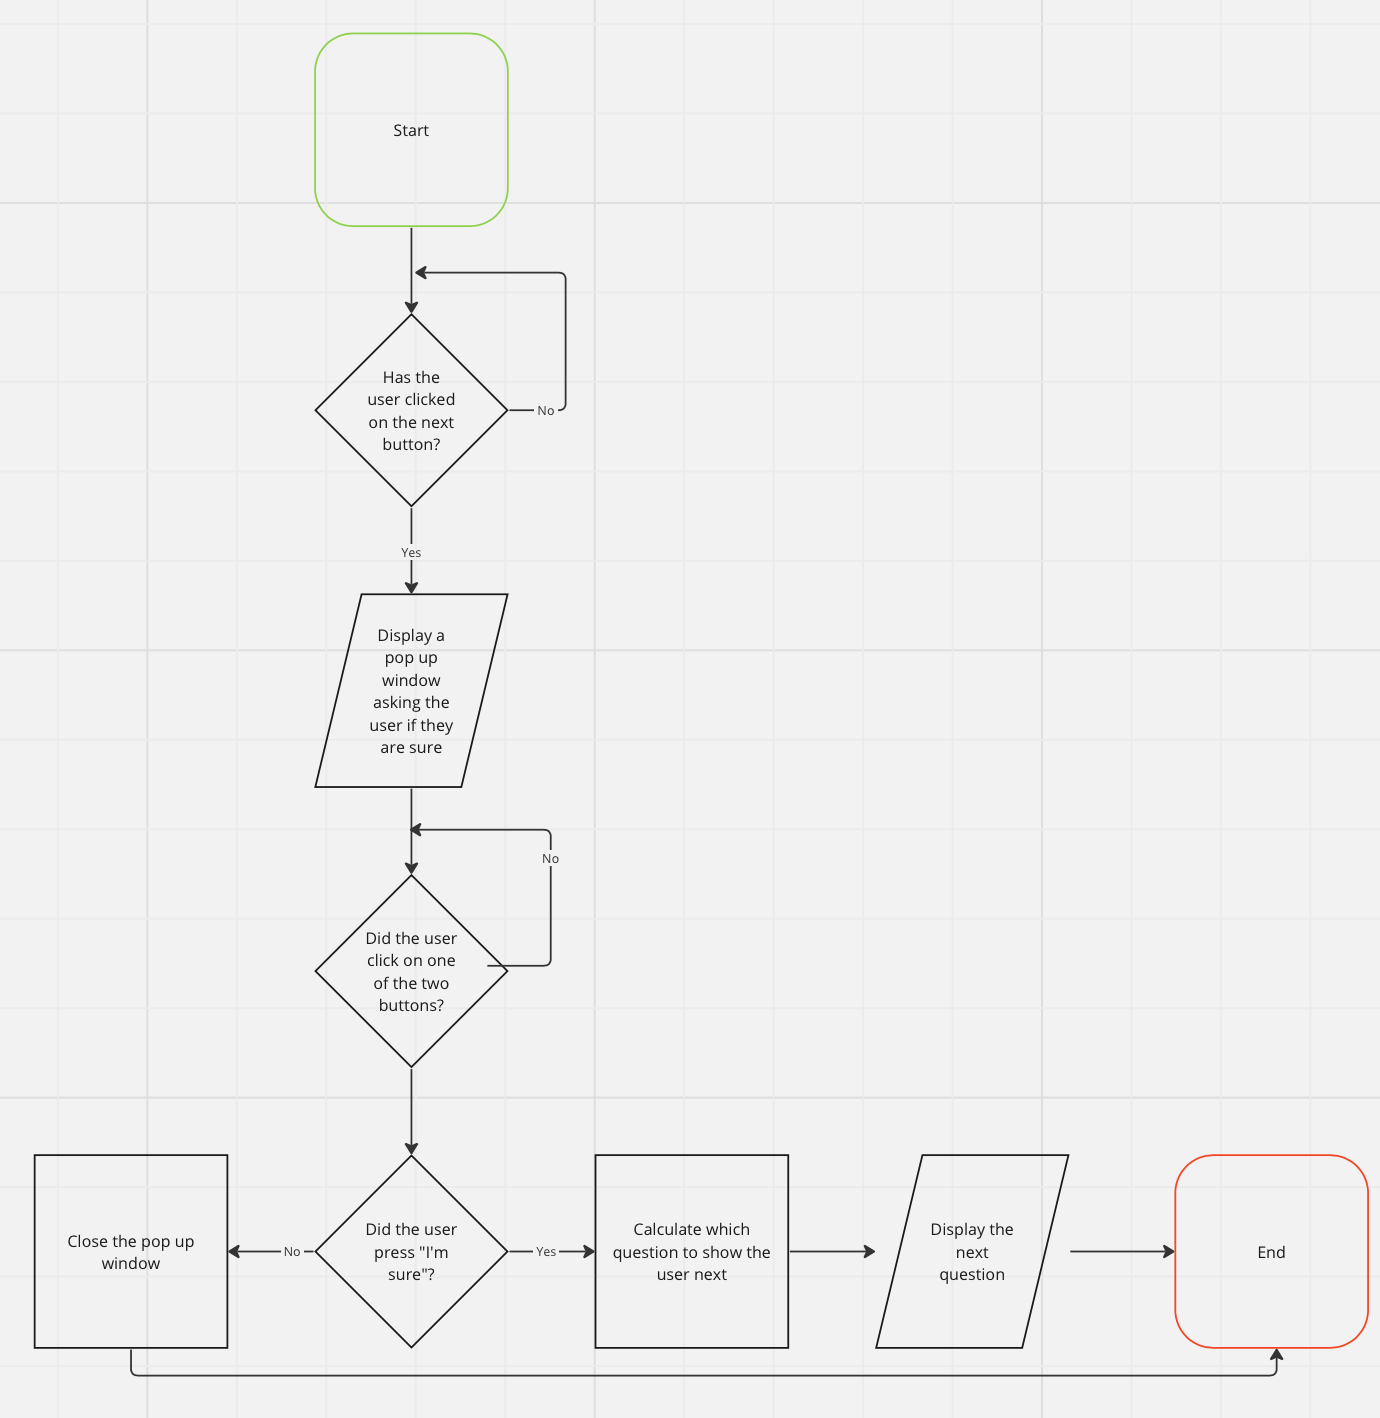 Start
Has the
user clicked
on the next
button?
No
Yes
Display a
pop up
window
asking the
user if they
are sure
No
Did the user
click on one
of the two
buttons?
Close the pop up
window
No
Did the user
press "I'm
sure"?
Yes
Calculate which
question to show the
user next
Display the
next
question
End